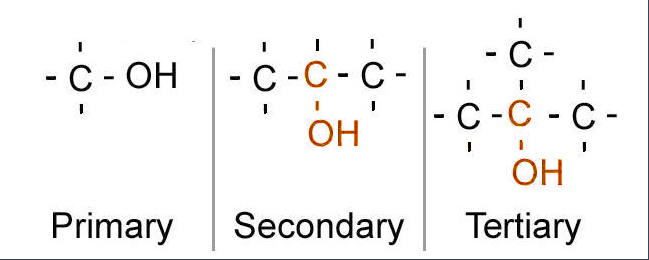 - C - OH
Primary
- C - C - C -
OH
Secondary
- C -
- C - C - C -
OH
Tertiary